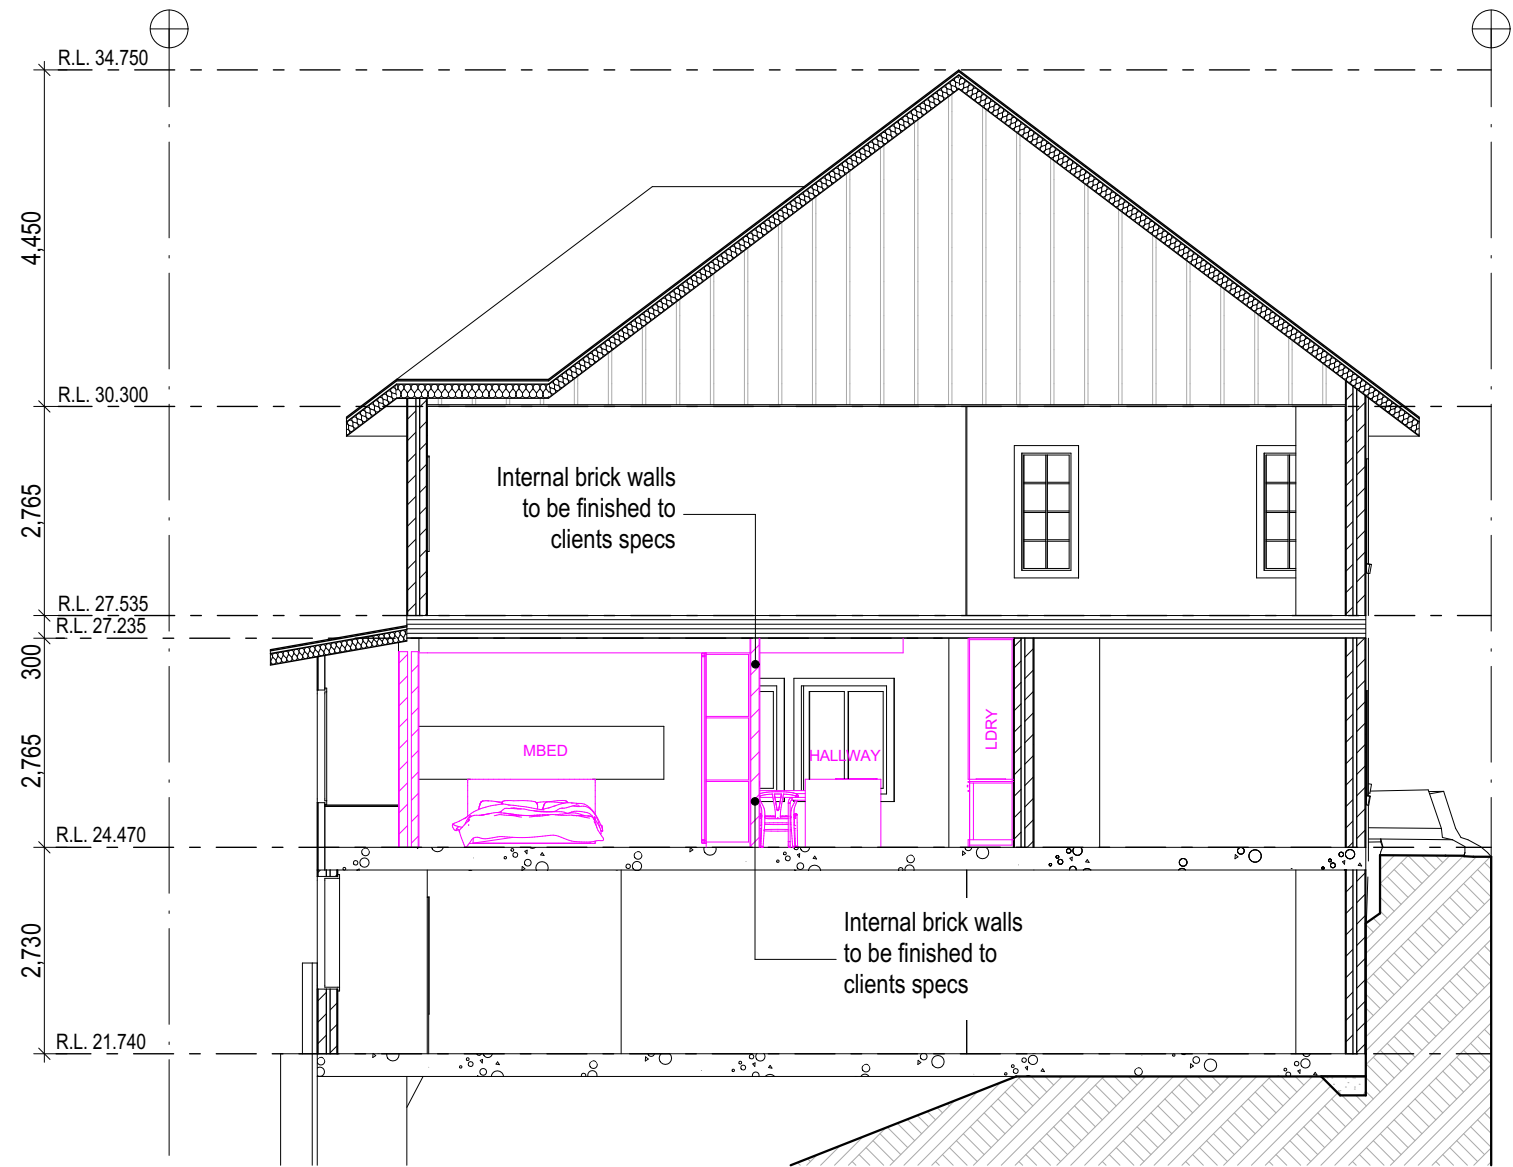 R.L. 34.750
4,450
R.L. 30.300
2,765
Internal brick walls
to be finished to
clients specs
R.L. 27.535
R.L. 27.235
300
2,765
MBED
HALLWAY
LDRY
R.L. 24.470
2,730
Internal brick walls
to be finished to
clients specs
R.L. 21.740